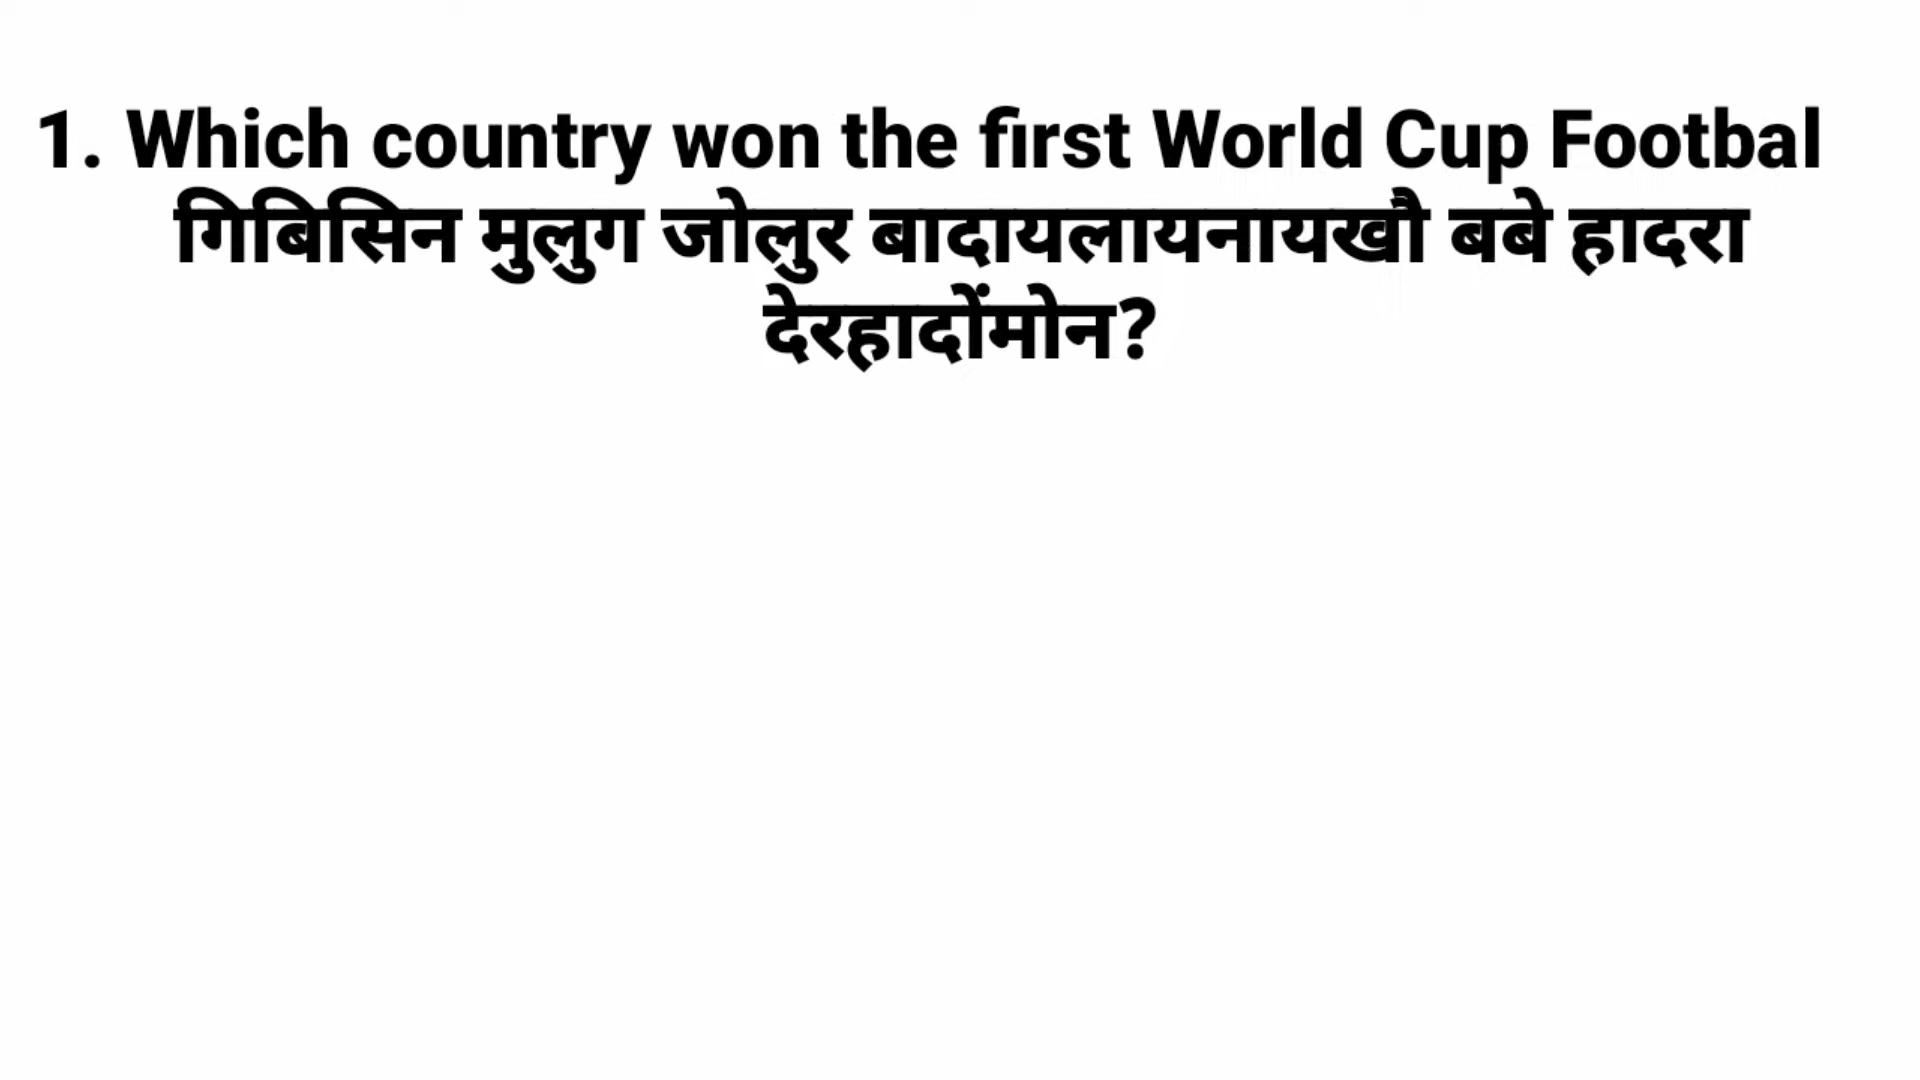 1. Which country won the first World Cup Footbal
गिबिसिन मुलुग जोलुर बादायलायनायखौ बबे हादरा
देरहादोंमोन?